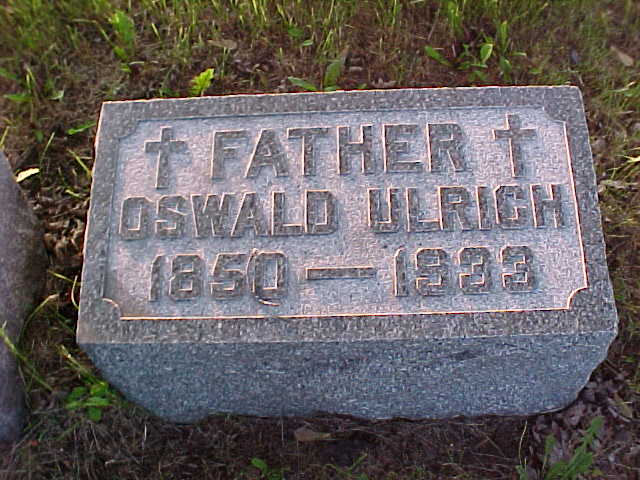 FATHER
OSWALD ULRICH
1850 — 1933